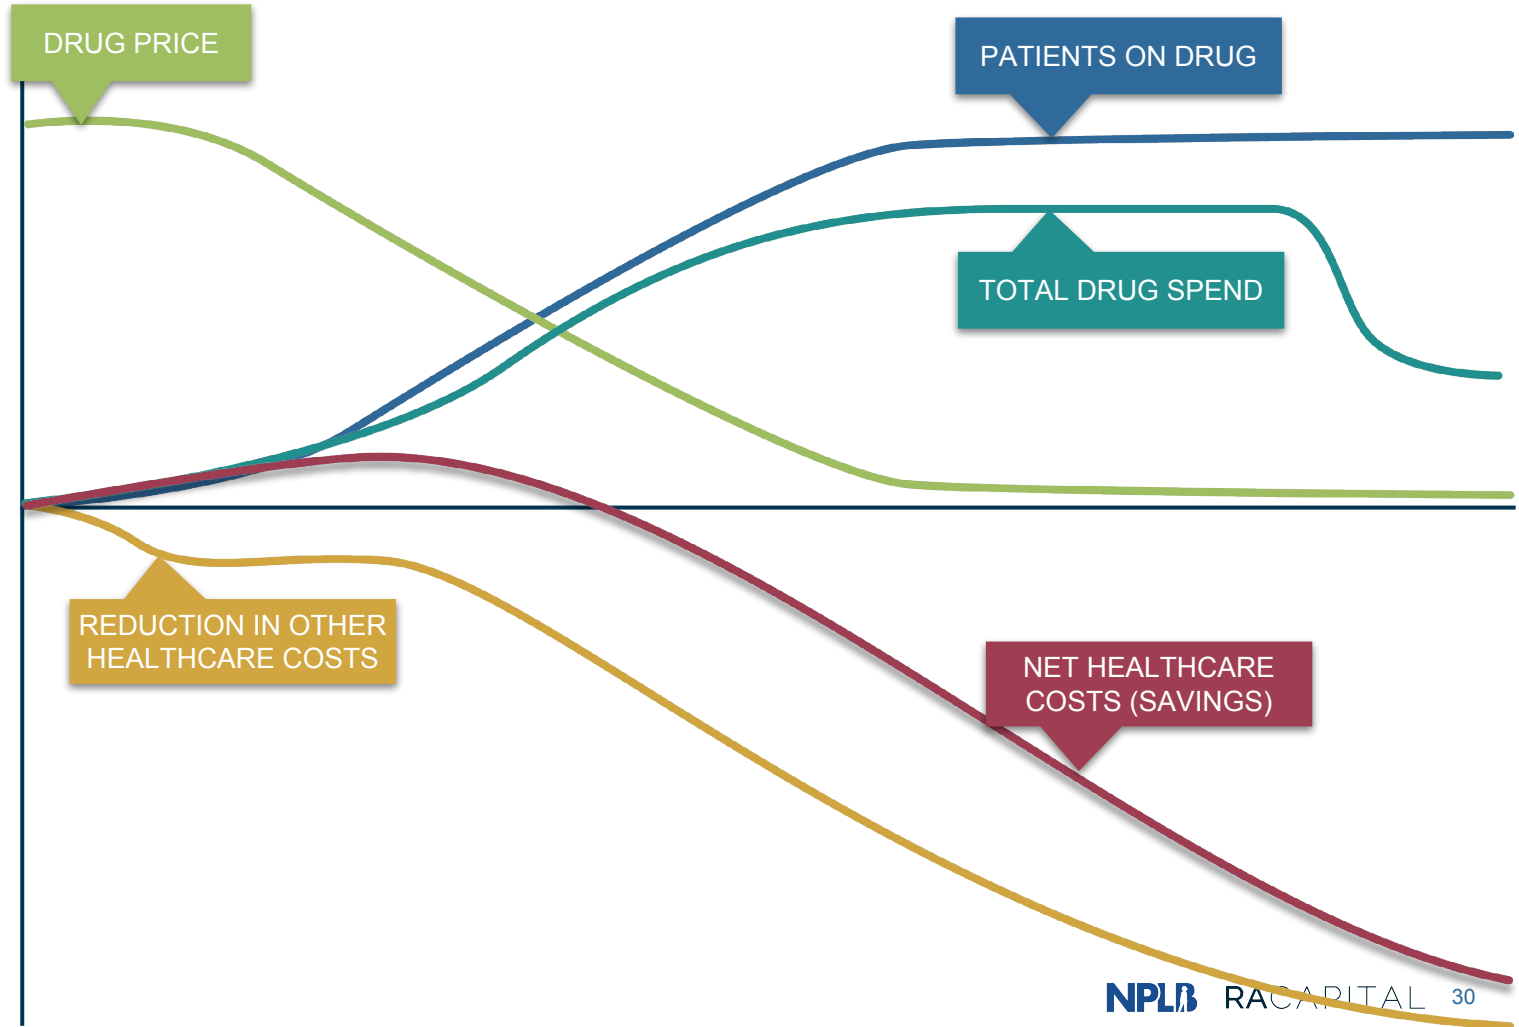 DRUG PRICE
PATIENTS ON DRUG
TOTAL DRUG SPEND
REDUCTION IN OTHER
HEALTHCARE COSTS
NET HEALTHCARE
COSTS (SAVINGS)
NPLB RACAPITAL 30